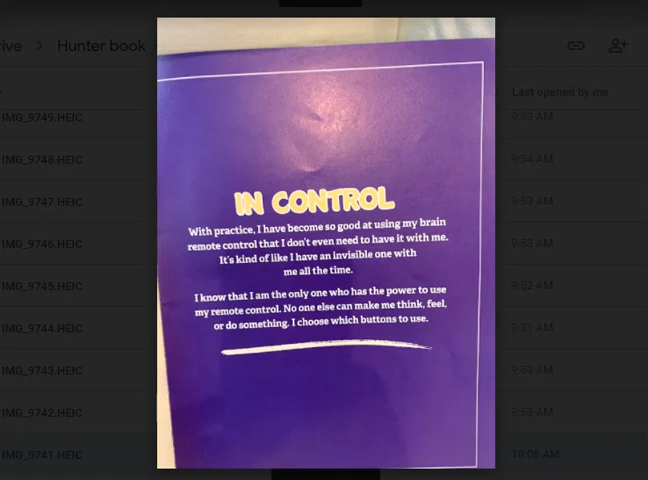 rive > Hunter book
Last opened by me
IMG_9749.HEIC 9:53 AM
IMG_9748.HEIC 9:54 AM
IMG_9747.HEIC 9:53 AM
IMG_9746.HEIC 9:53 AM
IMG_9745.HEIC 9:52 AM
IMG_9744.HEIC 9:51 AM
IMG_9743.HEIC 9:53 AM
IMG_9742.HEIC 9:53 AM
IMG_9741.HEIC 10:06 AM
IN CONTROL
With practice, I have become so good at using my brain
remote control that I don't even need to have it with me.
It's kind of like I have an invisible one with
me all the time.
I know that I am the only one who has the power to use
my remote control. No one else can make me think, feel,
or do something. I choose which buttons to use.